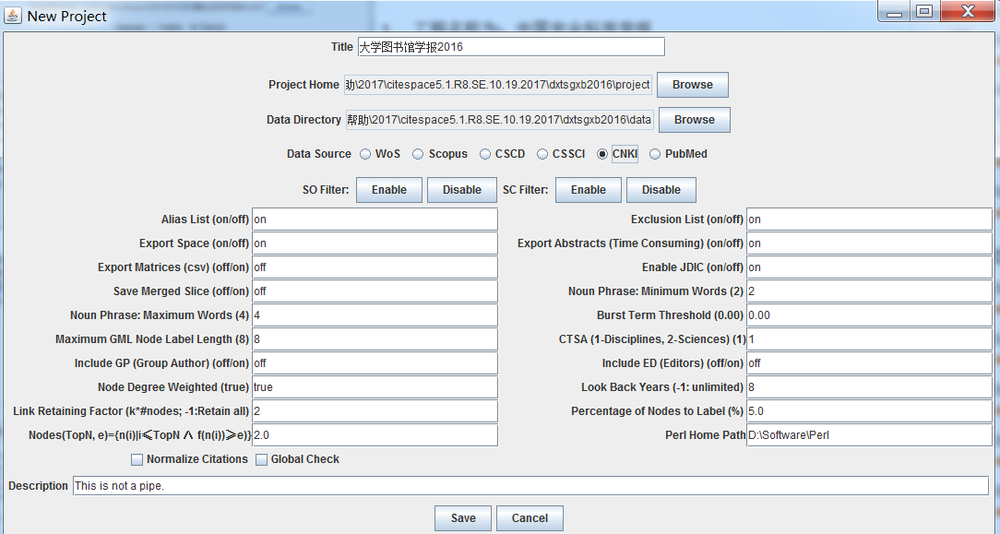 New Project
Title 大学图书馆学报2016
Project Home 助\2017\citespace5.1.R8.SE.10.19.2017\dxtsgxb2016\project Browse
Data Directory 帮助\2017\citespace5.1.R8.SE.10.19.2017\dxtsgxb2016\data Browse
Data Source WoS Scopus CSCD CSSCI CNKI PubMed
SO Filter: Enable Disable SC Filter: Enable Disable
Alias List (on/off) on Exclusion List (on/off) on
Export Space (on/off) on Export Abstracts (Time Consuming) (on/off) on
Export Matrices (csv) (off/on) off Enable JDIC (on/off) on
Save Merged Slice (off/on) off Noun Phrase: Minimum Words (2) 2
Noun Phrase: Maximum Words (4) 4 Burst Term Threshold (0.00) 0.00
Maximum GML Node Label Length (8) 8 CTSA (1-Disciplines, 2-Sciences) (1) 1
Include GP (Group Author) (off/on) off Include ED (Editors) (off/on) off
Node Degree Weighted (true) true Look Back Years (-1: unlimited) 8
Link Retaining Factor (k*#nodes; -1:Retain all) 2 Percentage of Nodes to Label (%) 5.0
Nodes(TopN, e)={n(i)|i≤TopN ∧ f(n(i))≥e)} 2.0 Perl Home Path D:\Software\Perl
Normalize Citations Global Check
Description This is not a pipe.
Save Cancel